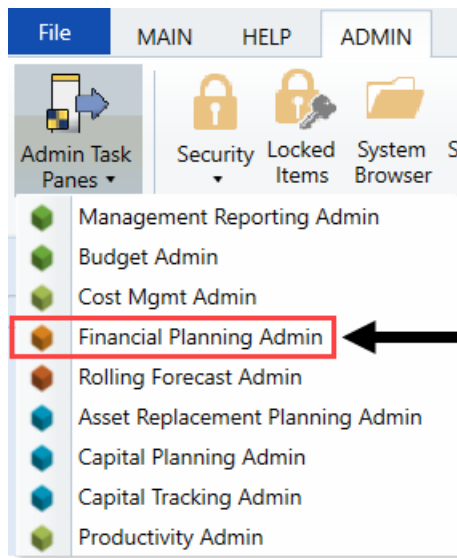 File MAIN HELP ADMIN
Admin Task Panes Security Locked Items System Browser S
Management Reporting Admin
Budget Admin
Cost Mgmt Admin
Financial Planning Admin
Rolling Forecast Admin
Asset Replacement Planning Admin
Capital Planning Admin
Capital Tracking Admin
Productivity Admin